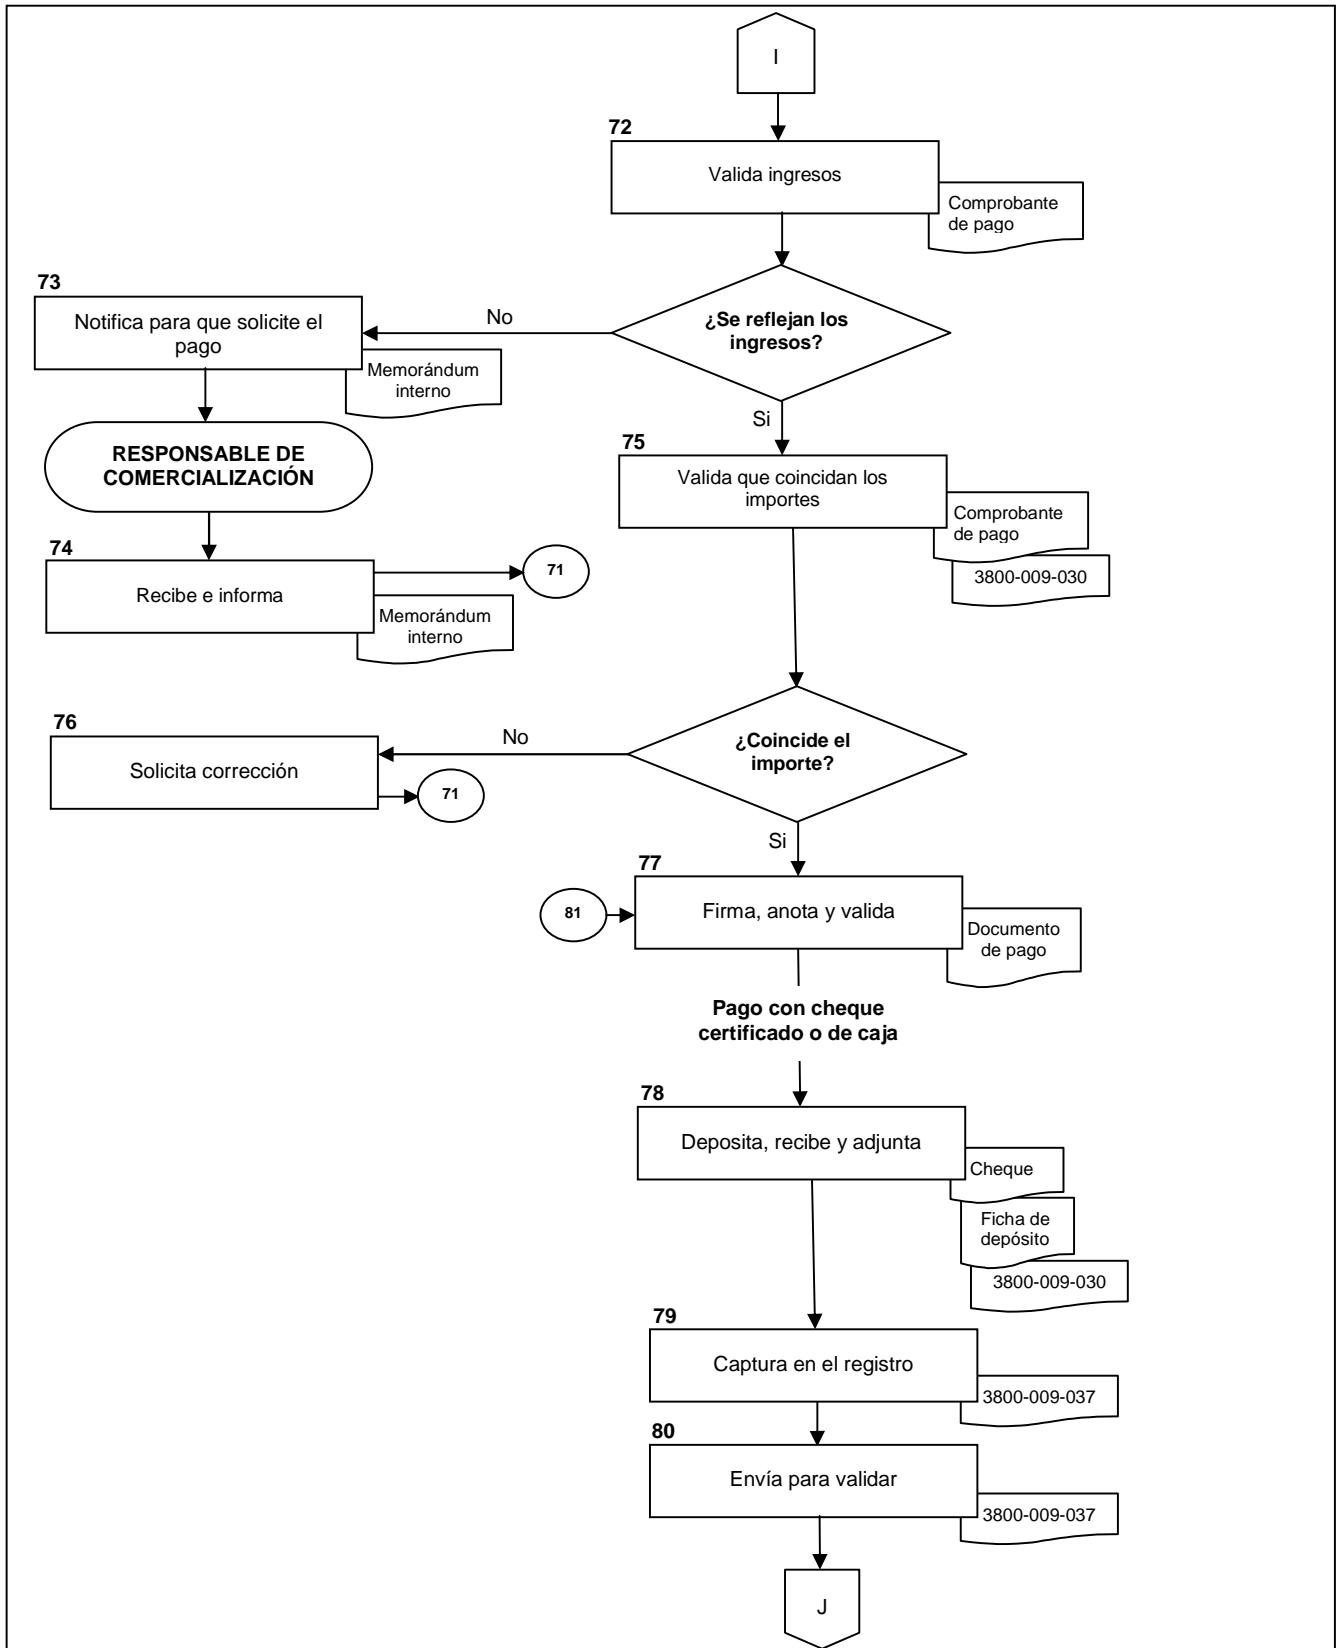 I
72
Valida ingresos
Comprobante
de pago
¿Se reflejan los
ingresos?
No
73
Notifica para que solicite el
pago
Memorándum
interno
RESPONSABLE DE
COMERCIALIZACIÓN
74
Recibe e informa
Memorándum
interno
71
Si
75
Valida que coincidan los
importes
Comprobante
de pago
3800-009-030
¿Coincide el
importe?
No
76
Solicita corrección
71
Si
77
81
Firma, anota y valida
Documento
de pago
Pago con cheque
certificado o de caja
78
Deposita, recibe y adjunta
Cheque
Ficha de
depósito
3800-009-030
79
Captura en el registro
3800-009-037
80
Envía para validar
3800-009-037
J